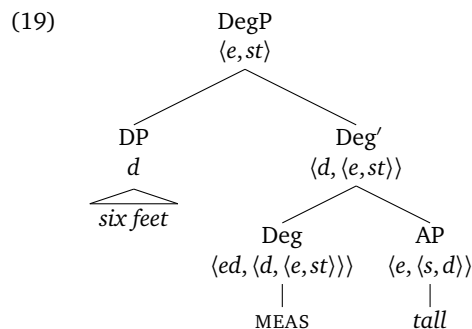 (19) DegP
⟨e, st⟩
DP Deg′
d ⟨d, ⟨e, st⟩⟩
six feet Deg AP
⟨ed, ⟨d, ⟨e, st⟩⟩⟩ ⟨e, ⟨s, d⟩⟩
MEAS tall